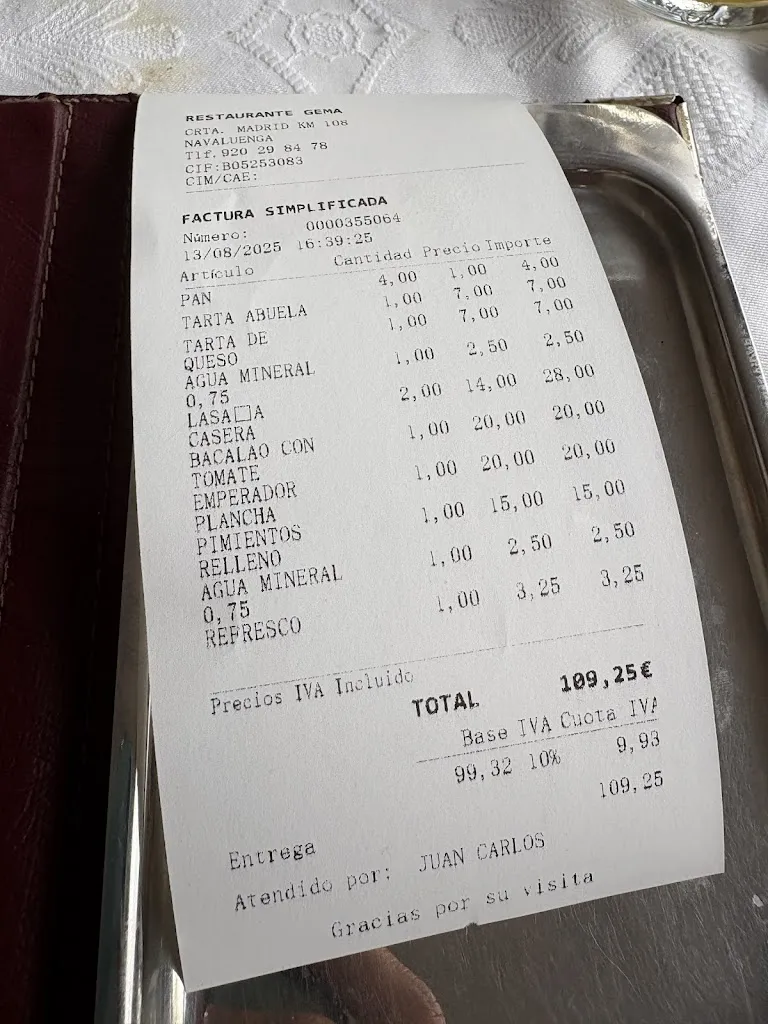 RESTAURANTE GEMA
CRTA. MADRID KM 108
NAVALUENGA
Tlf. 920 29 84 78
CIF:B05253083
CIM/CAE:
FACTURA SIMPLIFICADA
Número: 0000355064
13/08/2025 16:39:25
Artículo Cantidad Precio Importe
PAN 4,00 1,00 4,00
TARTA ABUELA 1,00 7,00 7,00
TARTA DE 1,00 7,00 7,00
QUESO
AGUA MINERAL 1,00 2,50 2,50
0,75
LASA□A 2,00 14,00 28,00
CASERA
BACALAO CON 1,00 20,00 20,00
TOMATE
EMPERADOR 1,00 20,00 20,00
PLANCHA
PIMIENTOS 1,00 15,00 15,00
RELLENO
AGUA MINERAL 1,00 2,50 2,50
0,75
REFRESCO 1,00 3,25 3,25
Precios IVA Incluido
TOTAL 109,25€
Base IVA Cuota IVA
99,32 10% 9,93
109,25
Entrega
Atendido por: JUAN CARLOS
Gracias por su visita